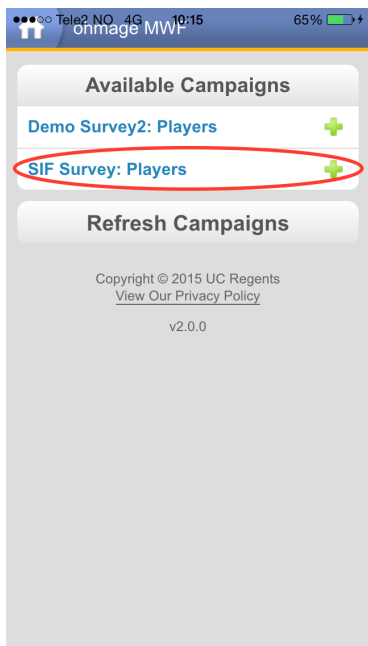 Tele2 NO 4G 10:15 65%
onmage MWF
Available Campaigns
Demo Survey2: Players
SIF Survey: Players
Refresh Campaigns
Copyright © 2015 UC Regents
View Our Privacy Policy
v2.0.0